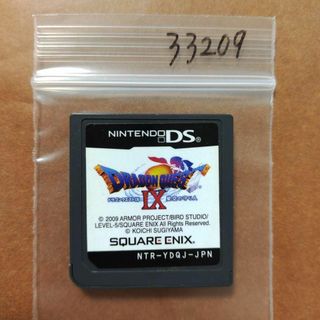 33209
NINTENDO DS
DRAGON QUEST
IX
© 2009 ARMOR PROJECT/BIRD STUDIO/
LEVEL-5/SQUARE ENIX All Rights Reserved.
© KOICHI SUGIYAMA
SQUARE ENIX
NTR-YDQJ-JPN